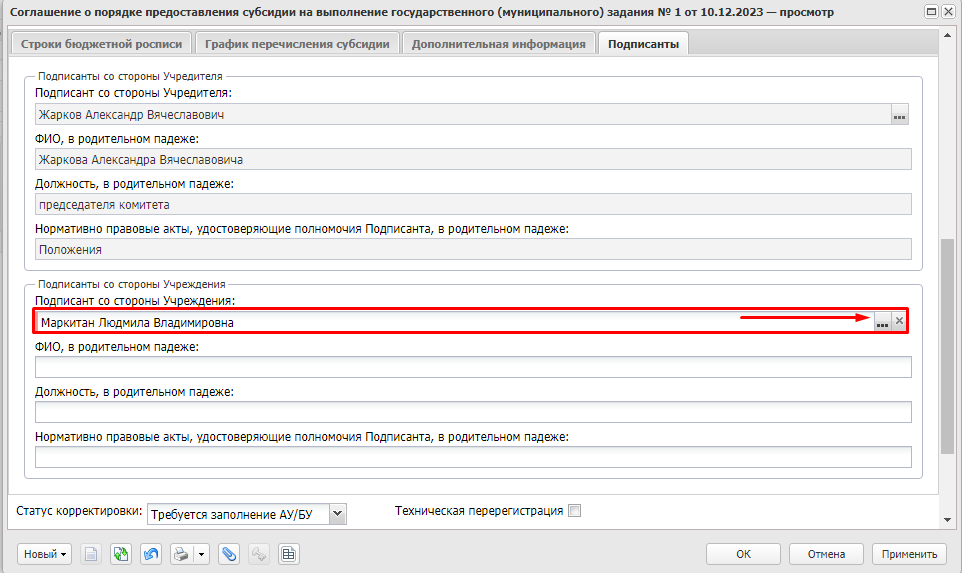 Соглашение о порядке предоставления субсидии на выполнение государственного (муниципального) задания № 1 от 10.12.2023 — просмотр
Строки бюджетной росписи График перечисления субсидии Дополнительная информация Подписанты
Подписанты со стороны Учредителя
Подписант со стороны Учредителя:
Жарков Александр Вячеславович ...
ФИО, в родительном падеже:
Жаркова Александра Вячеславовича
Должность, в родительном падеже:
председателя комитета
Нормативно правовые акты, удостоверяющие полномочия Подписанта, в родительном падеже:
Положения
Подписанты со стороны Учреждения
Подписант со стороны Учреждения:
Маркитан Людмила Владимировна ...
ФИО, в родительном падеже:
Должность, в родительном падеже:
Нормативно правовые акты, удостоверяющие полномочия Подписанта, в родительном падеже:
Статус корректировки: Требуется заполнение АУ/БУ Техническая перерегистрация
Новый ОК Отмена Применить